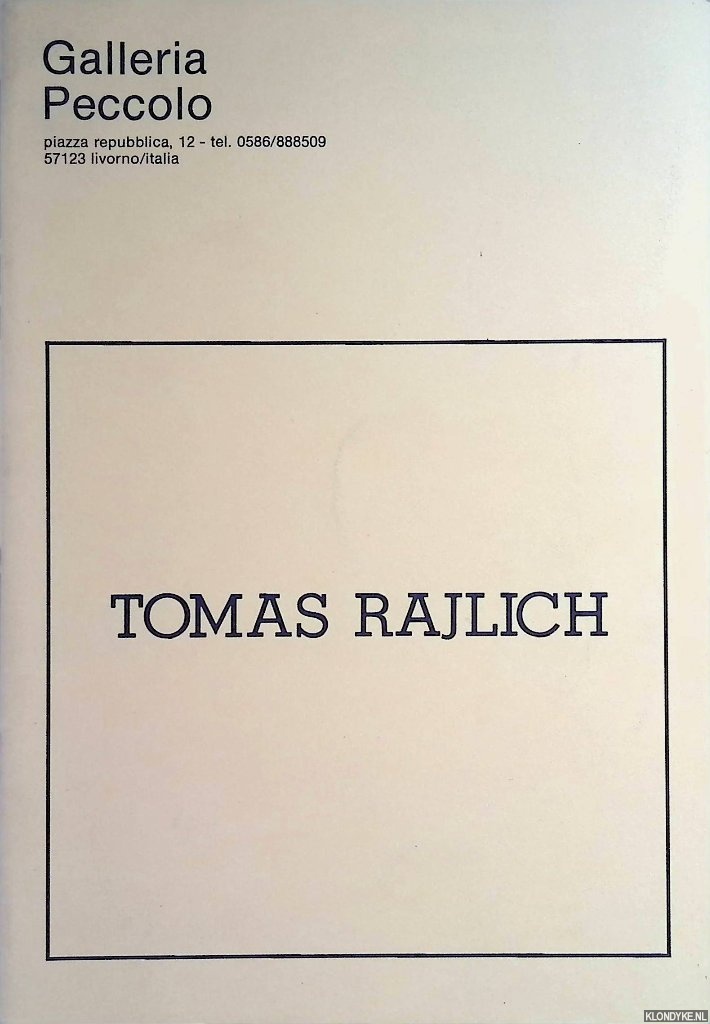 Galleria
Peccolo
piazza repubblica, 12 - tel. 0586/888509
57123 livorno/italia
TOMAS RAJLICH
KLONDYKE.NL